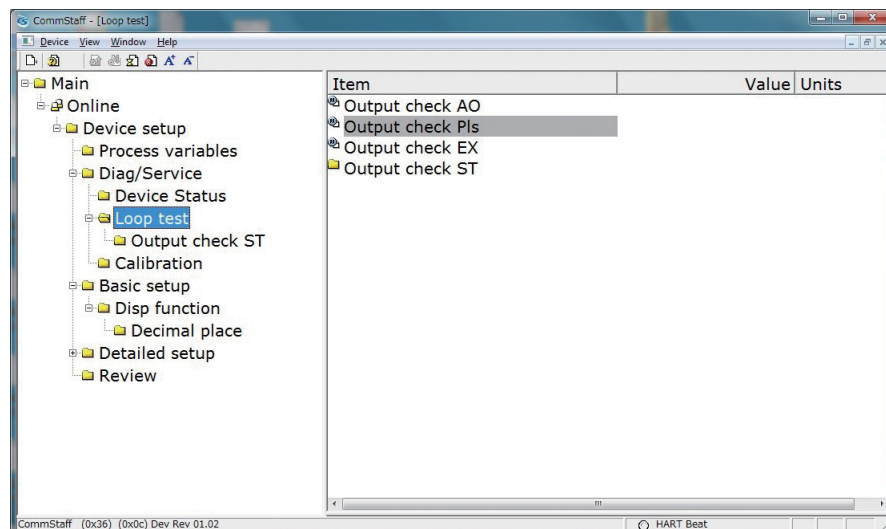 CommStaff - [Loop test]
Device View Window Help
Main
Online
Device setup
Process variables
Diag/Service
Device Status
Loop test
Output check ST
Calibration
Basic setup
Disp function
Decimal place
Detailed setup
Review
Item Value Units
Output check AO
Output check Pls
Output check EX
Output check ST
CommStaff (0x36) (0x0c) Dev Rev 01.02
HART Beat